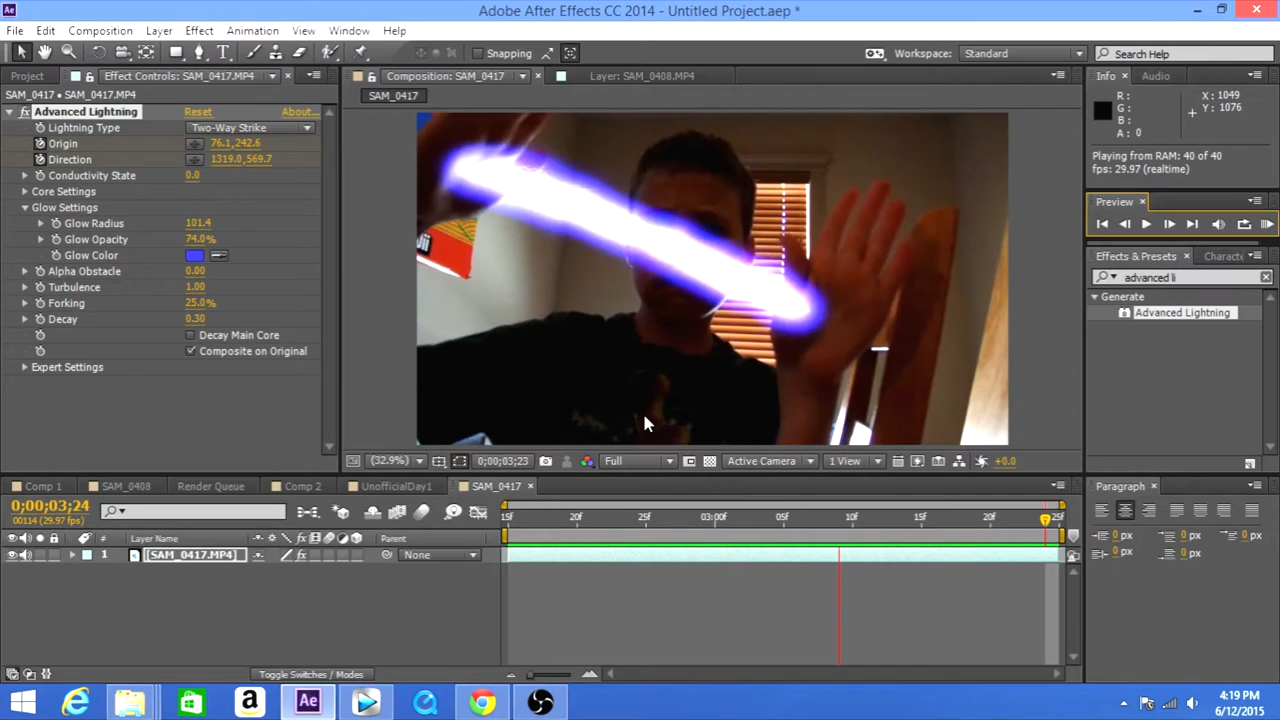 Adobe After Effects CC 2014 - Untitled Project.aep *
File Edit Composition Layer Effect Animation View Window Help
Snapping
Workspace: Standard
Search Help
Project Effect Controls: SAM_0417.MP4
Composition: SAM_0417
Layer: SAM_0408.MP4
Info Audio
SAM_0417 • SAM_0417.MP4
SAM_0417
fx Advanced Lightning Reset About...
Lightning Type Two-Way Strike
Origin 76.1,242.6
Direction 1319.0,569.7
Conductivity State 0.0
Core Settings
Glow Settings
Glow Radius 101.4
Glow Opacity 74.0%
Glow Color
Alpha Obstacle 0.00
Turbulence 1.00
Forking 25.0%
Decay 0.30
Decay Main Core
Composite on Original
Expert Settings
R:
G:
B:
A: 0
X: 1049
Y: 1076
Playing from RAM: 40 of 40
fps: 29.97 (realtime)
Preview
Effects & Presets Characte
advanced li
Generate
Advanced Lightning
(32.9%) 0;00;03;23 Full Active Camera 1 View +0.0
Comp 1 SAM_0408 Render Queue Comp 2 UnofficialDay1 SAM_0417
Paragraph
0;00;03;24
00114 (29.97 fps)
15f 20f 25f 03:00f 05f 10f 15f 20f 25f
# Layer Name fx Parent
1 [SAM_0417.MP4] fx None
0 px 0 px 0 px
0 px 0 px
Toggle Switches / Modes
Ae
4:19 PM
6/12/2015